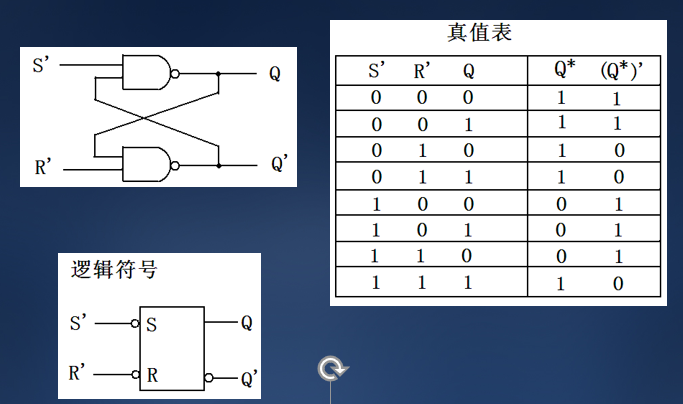 S' Q
R' Q'
真值表
S' R' Q Q* (Q*)'
0 0 0 1 1
0 0 1 1 1
0 1 0 1 0
0 1 1 1 0
1 0 0 0 1
1 0 1 0 1
1 1 0 0 1
1 1 1 1 0
逻辑符号
S' S Q
R' R Q'